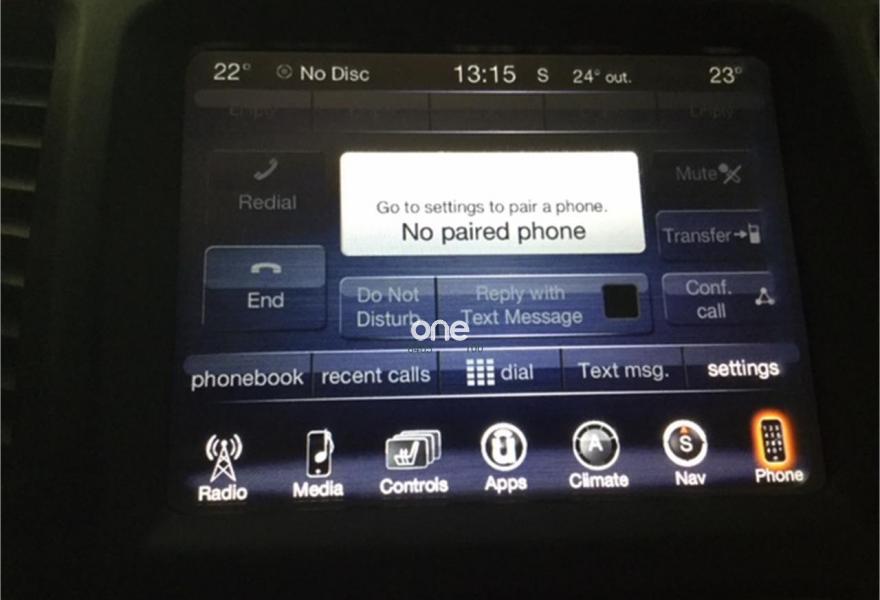 22° No Disc 13:15 S 24° out. 23°
Empty Empty
Redial
Go to settings to pair a phone.
No paired phone
Mute
Transfer
End
Do Not
Disturb
Reply with
Text Message
Conf.
call
one
phonebook recent calls dial Text msg. settings
Radio Media Controls Apps Climate Nav Phone